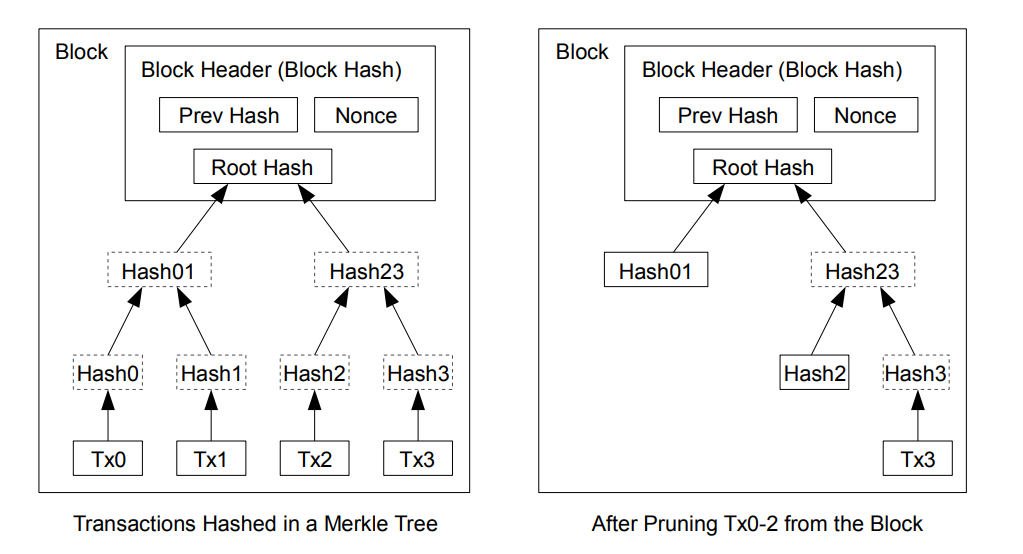 Block
Block Header (Block Hash)
Prev Hash
Nonce
Root Hash
Hash01
Hash23
Hash0
Hash1
Hash2
Hash3
Tx0
Tx1
Tx2
Tx3
Transactions Hashed in a Merkle Tree
Block
Block Header (Block Hash)
Prev Hash
Nonce
Root Hash
Hash01
Hash23
Hash2
Hash3
Tx3
After Pruning Tx0-2 from the Block